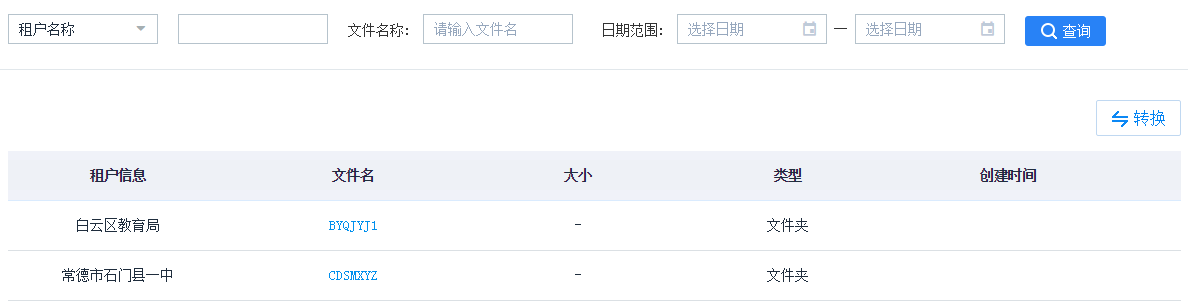 租户名称 文件名称: 请输入文件名 日期范围: 选择日期 — 选择日期 查询
转换
租户信息 文件名 大小 类型 创建时间
白云区教育局 BYQJYJ1 - 文件夹
常德市石门县一中 CDSMXYZ - 文件夹